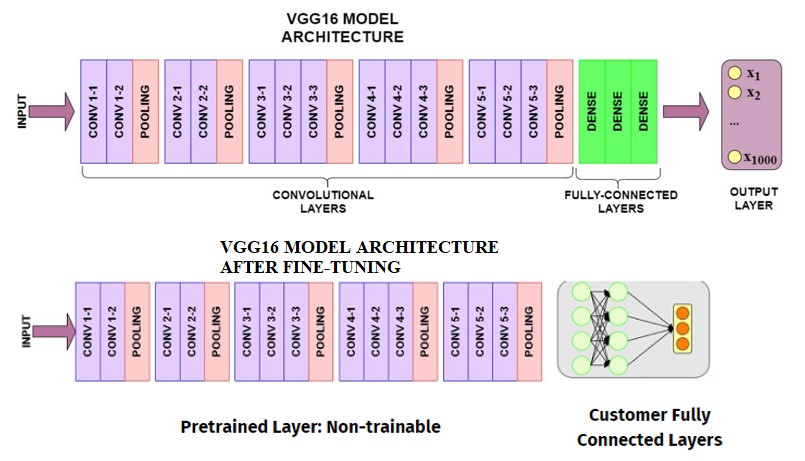 VGG16 MODEL
ARCHITECTURE
INPUT
CONV 1-1
CONV 1-2
POOLING
CONV 2-1
CONV 2-2
POOLING
CONV 3-1
CONV 3-2
CONV 3-3
POOLING
CONV 4-1
CONV 4-2
CONV 4-3
POOLING
CONV 5-1
CONV 5-2
CONV 5-3
POOLING
DENSE
DENSE
DENSE
x1
x2
...
x1000
CONVOLUTIONAL
LAYERS
FULLY-CONNECTED
LAYERS
OUTPUT
LAYER
VGG16 MODEL ARCHITECTURE
AFTER FINE-TUNING
INPUT
CONV 1-1
CONV 1-2
POOLING
CONV 2-1
CONV 2-2
POOLING
CONV 3-1
CONV 3-2
CONV 3-3
POOLING
CONV 4-1
CONV 4-2
CONV 4-3
POOLING
CONV 5-1
CONV 5-2
CONV 5-3
POOLING
Pretrained Layer: Non-trainable
Customer Fully
Connected Layers